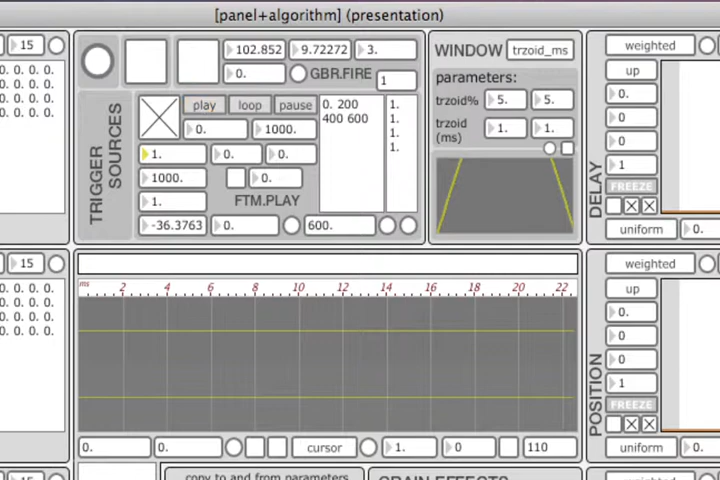 [panel+algorithm] (presentation)
15
0. 0. 0. 0.
0. 0. 0. 0.
0. 0. 0. 0.
0. 0. 0. 0.
102.852 9.72272 3.
0. GBR.FIRE 1
TRIGGER SOURCES
play loop pause
0. 1000.
1. 0. 0.
1000. 0.
1. FTM.PLAY
-36.3763 0. 600.
0. 200
400 600
1.
1.
1.
1.
WINDOW trzoid_ms
parameters:
trzoid% 5. 5.
trzoid (ms) 1. 1.
DELAY
weighted
up
0.
0
0
1
FREEZE
uniform 0.
15
0. 0. 0. 0.
0. 0. 0. 0.
0. 0. 0. 0.
0. 0. 0. 0.
ms 2 4 6 8 10 12 14 16 18 20 22
0. 0. cursor 1. 0 110
POSITION
weighted
up
0.
0
0
1
FREEZE
uniform 0.
15
copy to and from parameters
GRAIN EFFECTS
weighted